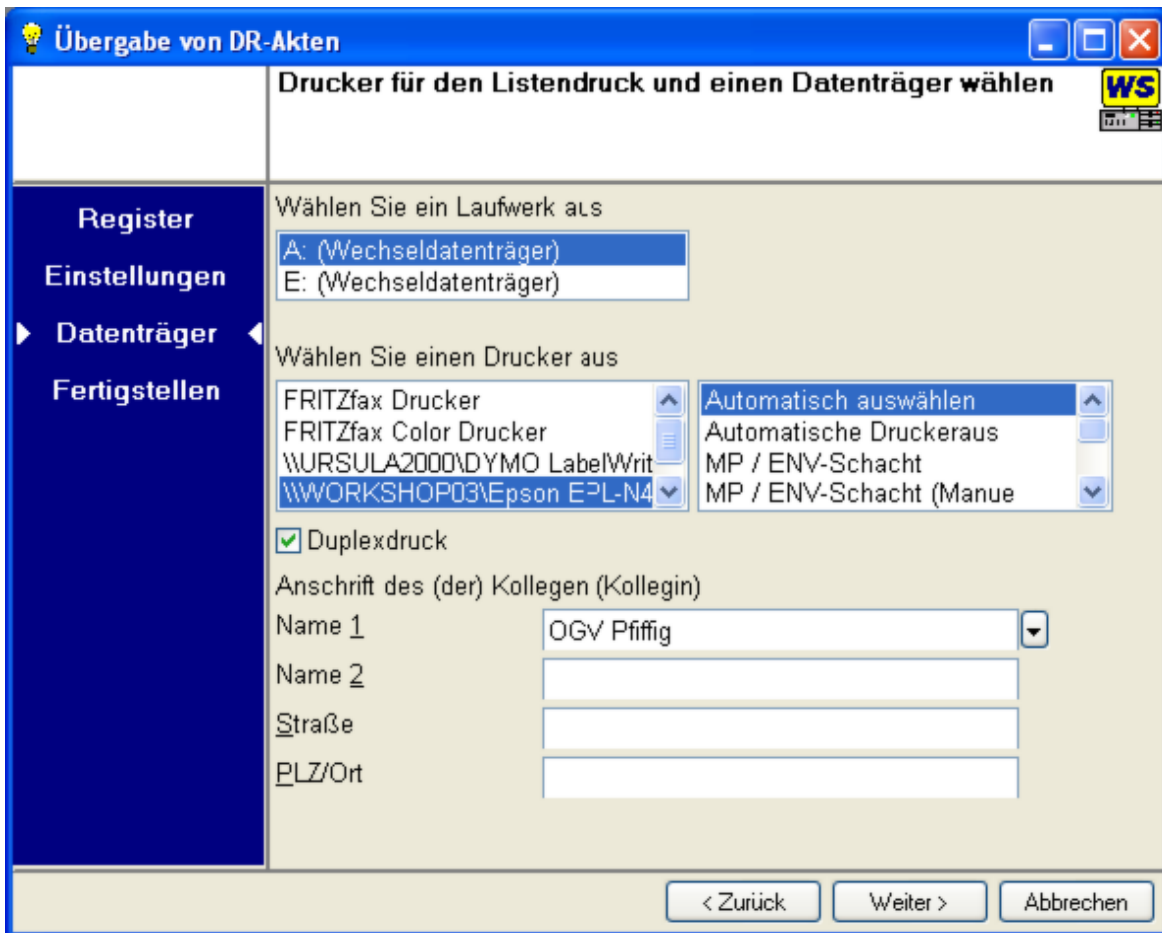 Übergabe von DR-Akten
Drucker für den Listendruck und einen Datenträger wählen
WS
Register
Einstellungen
Datenträger
Fertigstellen
Wählen Sie ein Laufwerk aus
A: (Wechseldatenträger)
E: (Wechseldatenträger)
Wählen Sie einen Drucker aus
FRITZfax Drucker
FRITZfax Color Drucker
\\URSULA2000\DYMO LabelWrit
\\WORKSHOP03\Epson EPL-N4
Automatisch auswählen
Automatische Druckeraus
MP / ENV-Schacht
MP / ENV-Schacht (Manue
Duplexdruck
Anschrift des (der) Kollegen (Kollegin)
Name 1
OGV Pfiffig
Name 2
Straße
PLZ/Ort
< Zurück
Weiter >
Abbrechen